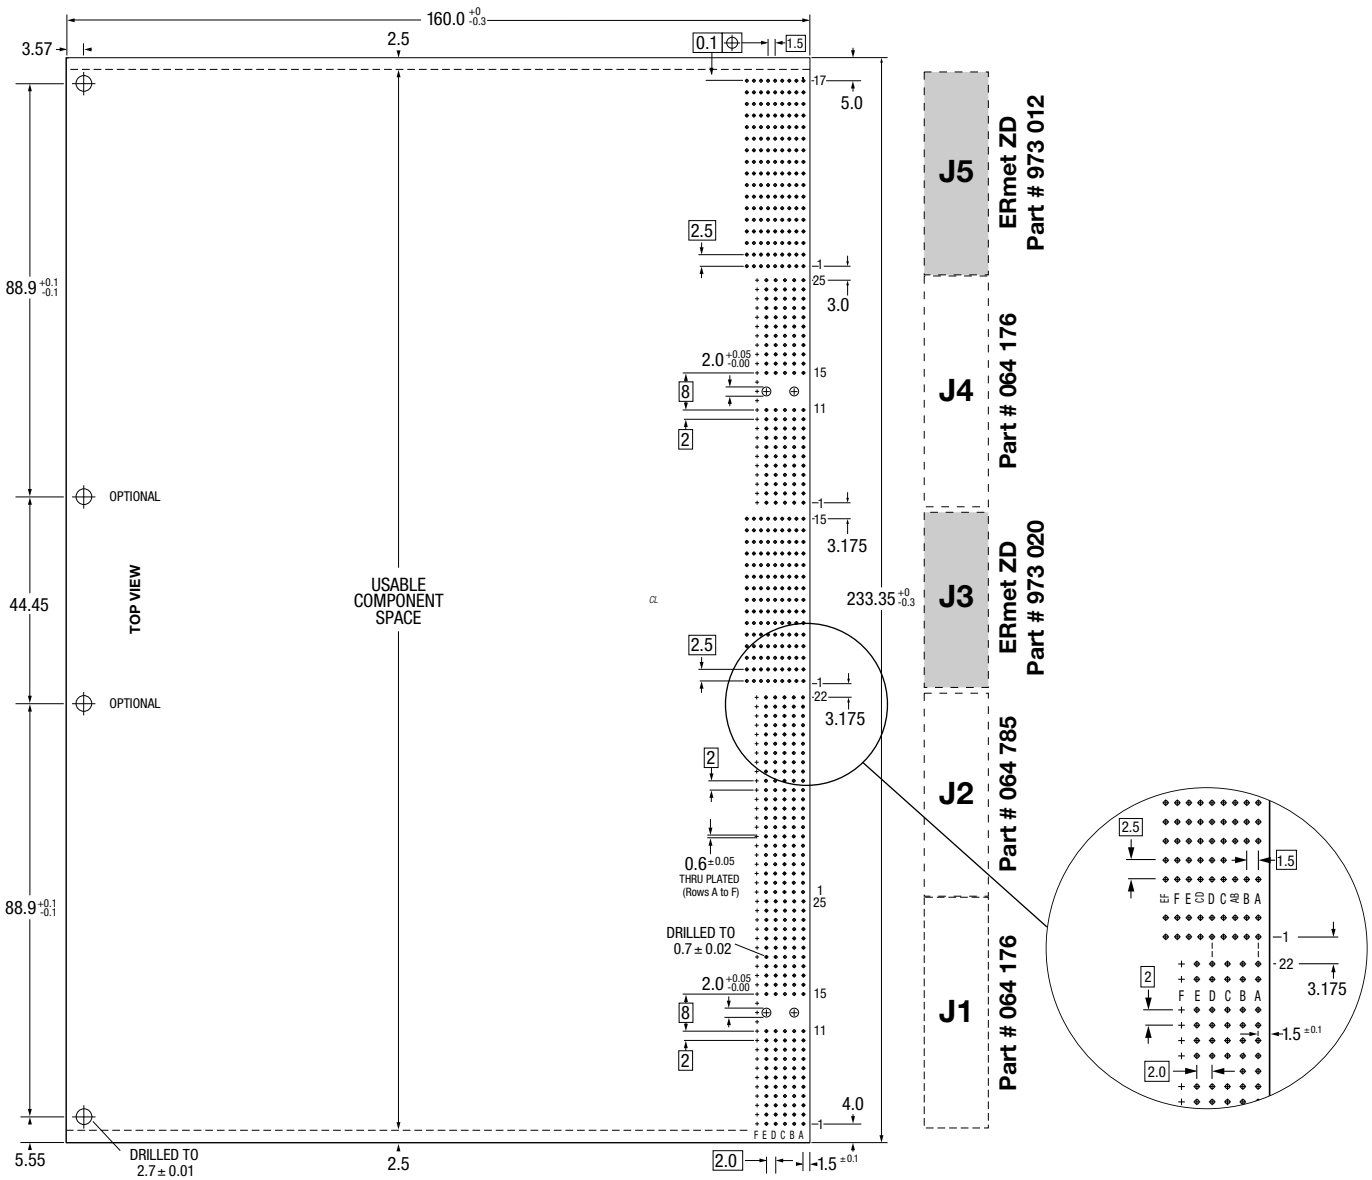 160.0 +0 -0.3
3.57
2.5
0.1
1.5
17
5.0
J5
ERmet ZD
Part # 973 012
2.5
1
25
3.0
88.9 +0.1 -0.1
2.0 +0.05 -0.00
15
8
11
2
J4
Part # 064 176
OPTIONAL
1
15
3.175
TOP VIEW
44.45
USABLE
COMPONENT
SPACE
CL
233.35 +0 -0.3
J3
ERmet ZD
Part # 973 020
2.5
1
22
3.175
OPTIONAL
2
0.6 ±0.05
THRU PLATED
(Rows A to F)
1
25
J2
Part # 064 785
88.9 +0.1 -0.1
DRILLED TO
0.7 ± 0.02
2.0 +0.05 -0.00
15
8
11
2
J1
Part # 064 176
4.0
1
F E D C B A
5.55
DRILLED TO
2.7 ± 0.01
2.5
2.0
1.5 ±0.1
2.5
1.5
EF F E CD D C AB B A
1
22
2
F E D C B A
3.175
1.5 ±0.1
2.0